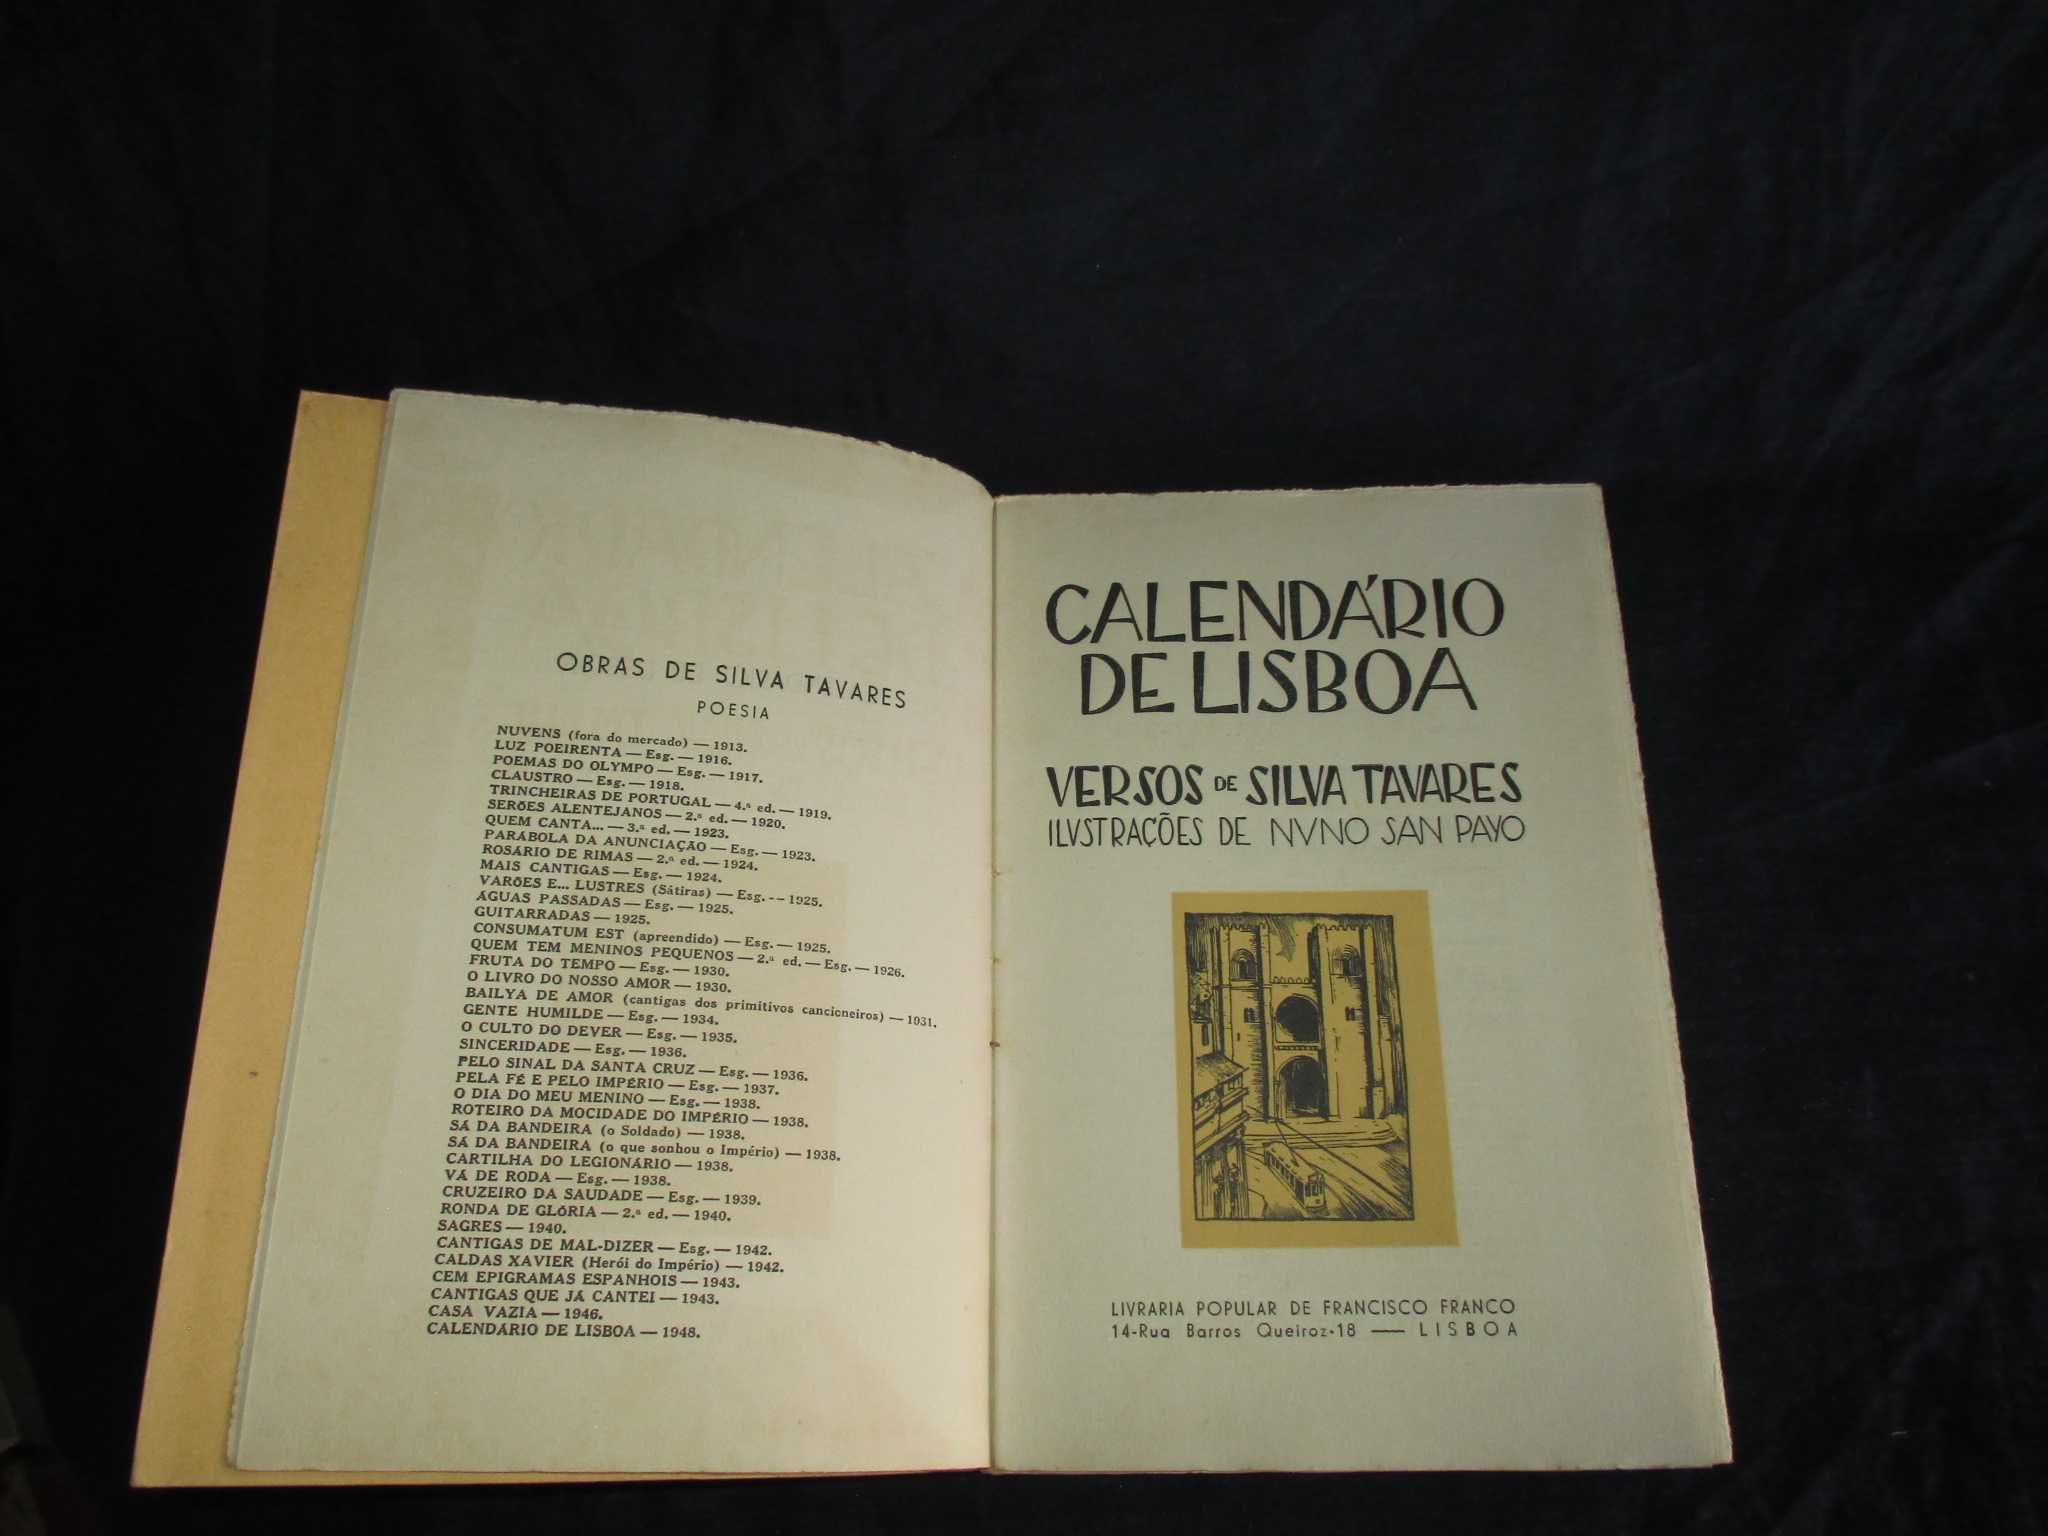 OBRAS DE SILVA TAVARES
POESIA
NUVENS (fora do mercado) — 1913.
LUZ POEIRENTA — Esg. — 1916.
POEMAS DO OLYMPO — Esg. — 1917.
CLAUSTRO — Esg. — 1918.
TRINCHEIRAS DE PORTUGAL — 4.ª ed. — 1919.
SERÕES ALENTEJANOS — 2.ª ed. — 1920.
QUEM CANTA... — 3.ª ed. — 1923.
PARÁBOLA DA ANUNCIAÇÃO — Esg. — 1923.
ROSÁRIO DE RIMAS — 2.ª ed. — 1924.
MAIS CANTIGAS — Esg. — 1924.
VARÕES E... LUSTRES (Sátiras) — Esg. -- 1925.
ÁGUAS PASSADAS — Esg. — 1925.
GUITARRADAS — 1925.
CONSUMATUM EST (apreendido) — Esg. — 1925.
QUEM TEM MENINOS PEQUENOS — 2.ª ed. — Esg. — 1926.
FRUTA DO TEMPO — Esg. — 1930.
O LIVRO DO NOSSO AMOR — 1930.
BAILYA DE AMOR (cantigas dos primitivos cancioneiros) — 1931.
GENTE HUMILDE — Esg. — 1934.
O CULTO DO DEVER — Esg. — 1935.
SINCERIDADE — Esg. — 1936.
PELO SINAL DA SANTA CRUZ — Esg. — 1936.
PELA FÉ E PELO IMPÉRIO — Esg. — 1937.
O DIA DO MEU MENINO — Esg. — 1938.
ROTEIRO DA MOCIDADE DO IMPÉRIO — 1938.
SÁ DA BANDEIRA (o Soldado) — 1938.
SÁ DA BANDEIRA (o que sonhou o Império) — 1938.
CARTILHA DO LEGIONÁRIO — 1938.
VÁ DE RODA — Esg. — 1938.
CRUZEIRO DA SAUDADE — Esg. — 1939.
RONDA DE GLÓRIA — 2.ª ed. — 1940.
SAGRES — 1940.
CANTIGAS DE MAL-DIZER — Esg. — 1942.
CALDAS XAVIER (Herói do Império) — 1942.
CEM EPIGRAMAS ESPANHOIS — 1943.
CANTIGAS QUE JÁ CANTEI — 1943.
CASA VAZIA — 1946.
CALENDÁRIO DE LISBOA — 1948.
CALENDÁRIO
DE LISBOA
VERSOS DE SILVA TAVARES
ILVSTRAÇÕES DE NVNO SAN PAYO
LIVRARIA POPULAR DE FRANCISCO FRANCO
14-Rua Barros Queiroz-18 — LISBOA